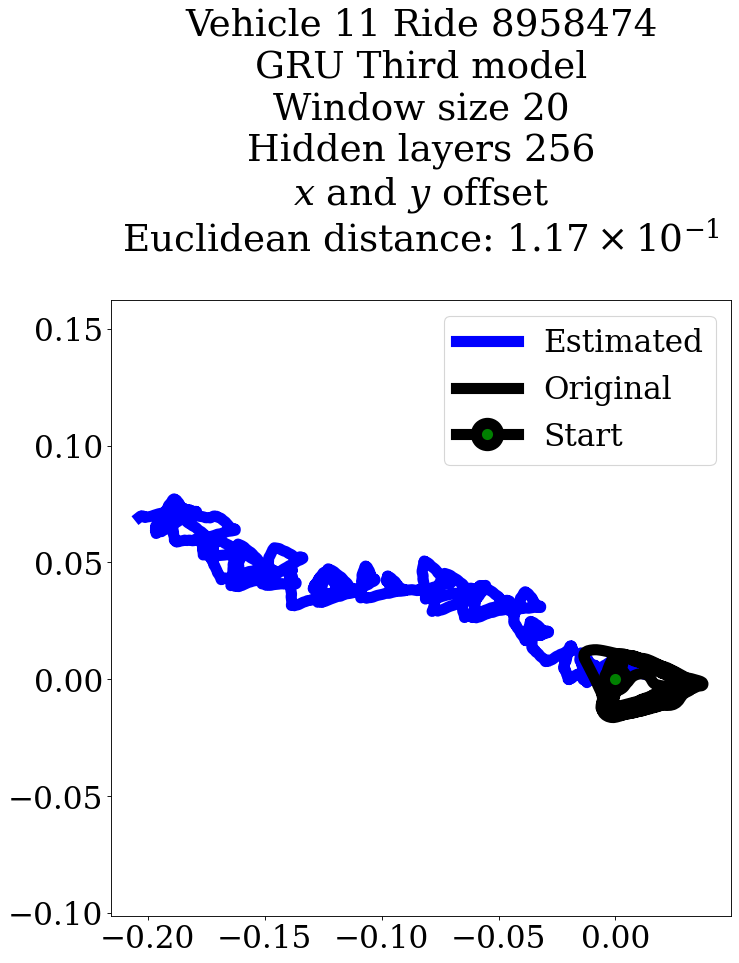 Vehicle 11 Ride 8958474
GRU Third model
Window size 20
Hidden layers 256
x and y offset
Euclidean distance: 1.17 × 10⁻¹
Estimated
Original
Start
0.15
0.10
0.05
0.00
−0.05
−0.10
−0.20 −0.15 −0.10 −0.05 0.00